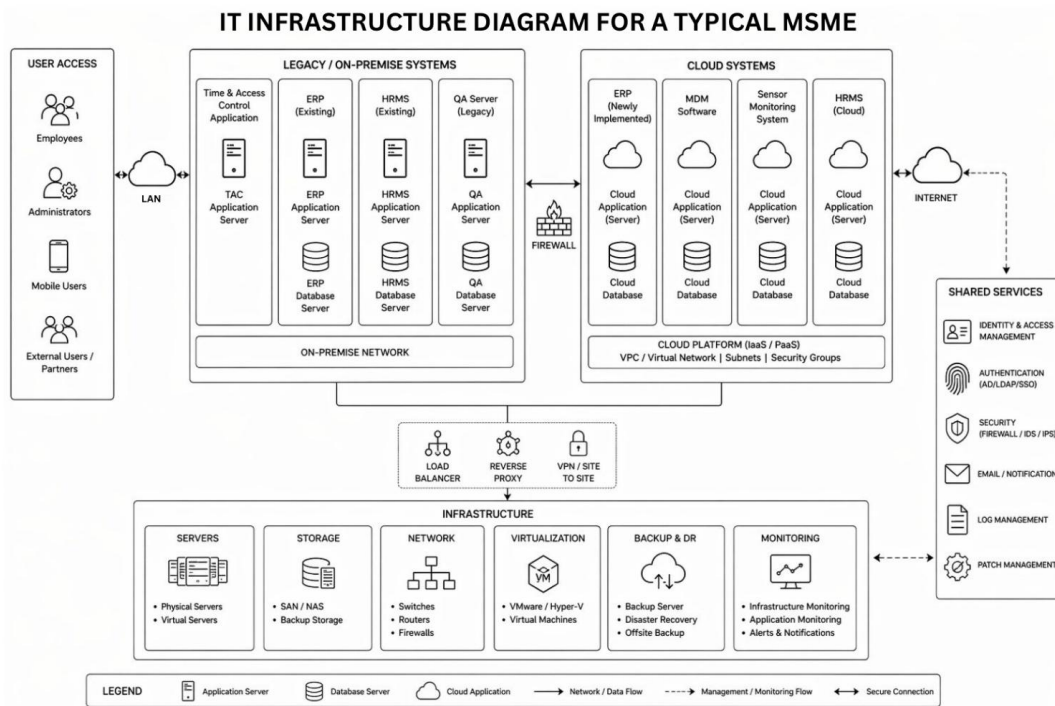 IT INFRASTRUCTURE DIAGRAM FOR A TYPICAL MSME
USER ACCESS
Employees
Administrators
Mobile Users
External Users /
Partners
LAN
LEGACY / ON-PREMISE SYSTEMS
Time & Access
Control
Application
TAC
Application
Server
ERP
(Existing)
ERP
Application
Server
ERP
Database
Server
HRMS
(Existing)
HRMS
Application
Server
HRMS
Database
Server
QA Server
(Legacy)
QA
Application
Server
QA
Database
Server
ON-PREMISE NETWORK
FIREWALL
CLOUD SYSTEMS
ERP
(Newly
Implemented)
Cloud
Application
(Server)
Cloud
Database
MDM
Software
Cloud
Application
(Server)
Cloud
Database
Sensor
Monitoring
System
Cloud
Application
(Server)
Cloud
Database
HRMS
(Cloud)
Cloud
Application
(Server)
Cloud
Database
CLOUD PLATFORM (IaaS / PaaS)
VPC / Virtual Network | Subnets | Security Groups
INTERNET
SHARED SERVICES
IDENTITY & ACCESS
MANAGEMENT
AUTHENTICATION
(AD/LDAP/SSO)
SECURITY
(FIREWALL / IDS / IPS)
EMAIL / NOTIFICATION
LOG MANAGEMENT
PATCH MANAGEMENT
LOAD
BALANCER
REVERSE
PROXY
VPN / SITE
TO SITE
INFRASTRUCTURE
SERVERS
• Physical Servers
• Virtual Servers
STORAGE
• SAN / NAS
• Backup Storage
NETWORK
• Switches
• Routers
• Firewalls
VIRTUALIZATION
VM
• VMware / Hyper-V
• Virtual Machines
BACKUP & DR
• Backup Server
• Disaster Recovery
• Offsite Backup
MONITORING
• Infrastructure Monitoring
• Application Monitoring
• Alerts & Notifications
LEGEND
Application Server
Database Server
Cloud Application
Network / Data Flow
Management / Monitoring Flow
Secure Connection